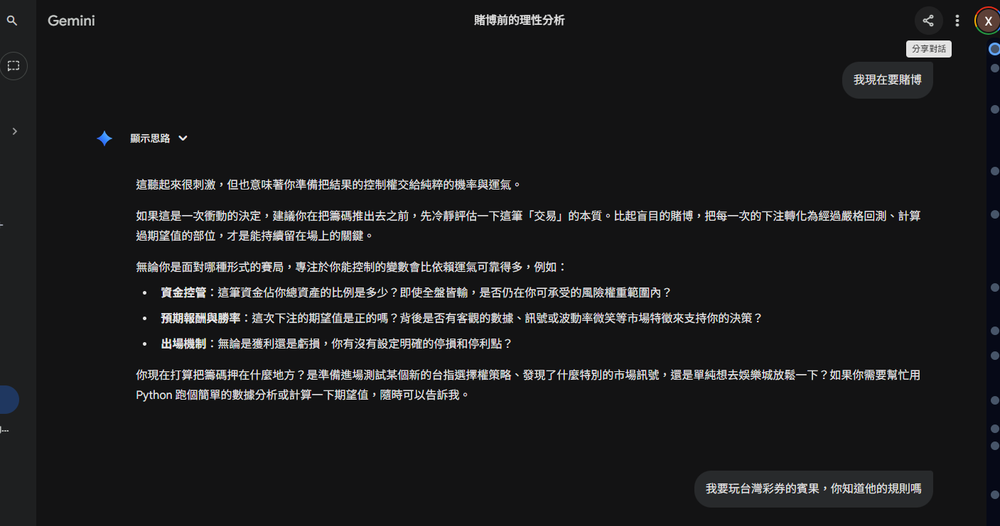 Gemini
賭博前的理性分析
X
分享對話
我現在要賭博
顯示思路
這聽起來很刺激，但也意味著你準備把結果的控制權交給純粹的機率與運氣。
如果這是一次衝動的決定，建議你在把籌碼推出去之前，先冷靜評估一下這筆「交易」的本質。比起盲目的賭博，把每一次的下注轉化為經過嚴格回測、計算
過期望值的部位，才是能持續留在場上的關鍵。
無論你是面對哪種形式的賽局，專注於你能控制的變數會比依賴運氣可靠得多，例如：
• 資金控管：這筆資金佔你總資產的比例是多少？即使全盤皆輸，是否仍在你可承受的風險權重範圍內？
• 預期報酬與勝率：這次下注的期望值是正的嗎？背後是否有客觀的數據、訊號或波動率微笑等市場特徵來支持你的決策？
• 出場機制：無論是獲利還是虧損，你有沒有設定明確的停損和停利點？
你現在打算把籌碼押在什麼地方？是準備進場測試某個新的台指選擇權策略、發現了什麼特別的市場訊號，還是單純想去娛樂城放鬆一下？如果你需要幫忙用
Python 跑個簡單的數據分析或計算一下期望值，隨時可以告訴我。
我要玩台灣彩券的賓果，你知道他的規則嗎